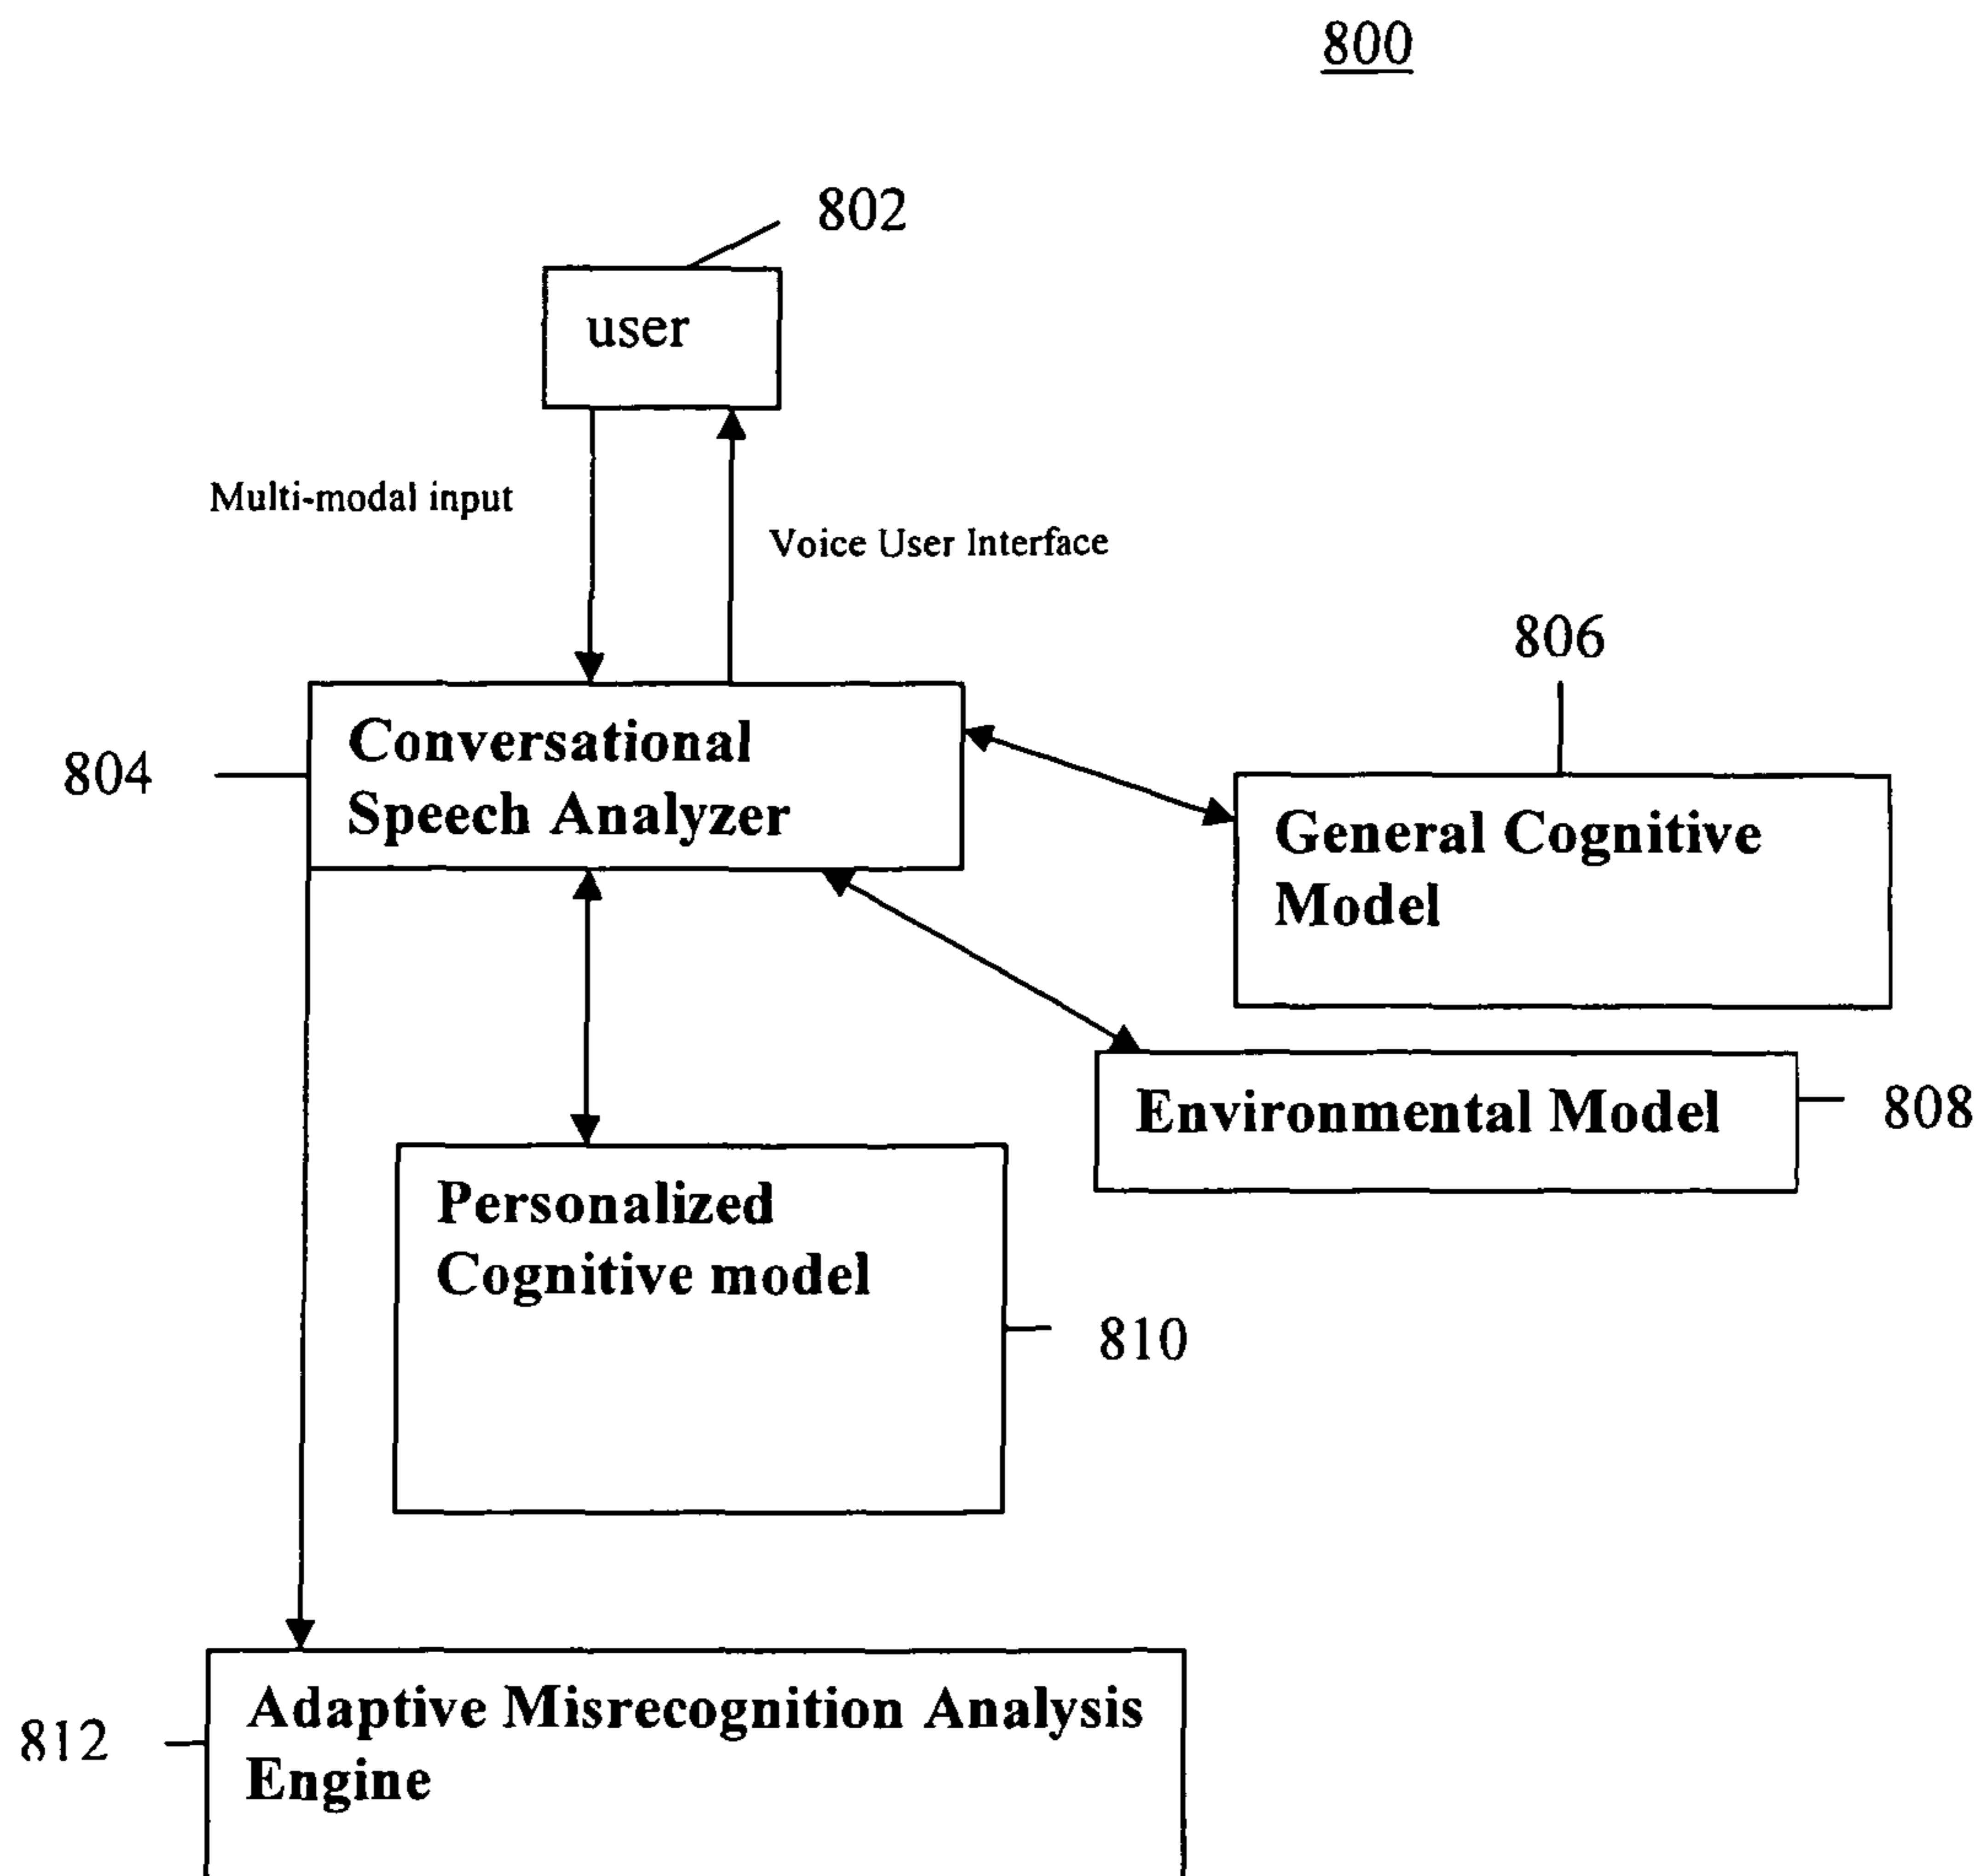 800
802
user
Multi-modal input
Voice User Interface
806
804
Conversational
Speech Analyzer
General Cognitive
Model
Environmental Model
808
Personalized
Cognitive model
810
812
Adaptive Misrecognition Analysis
Engine